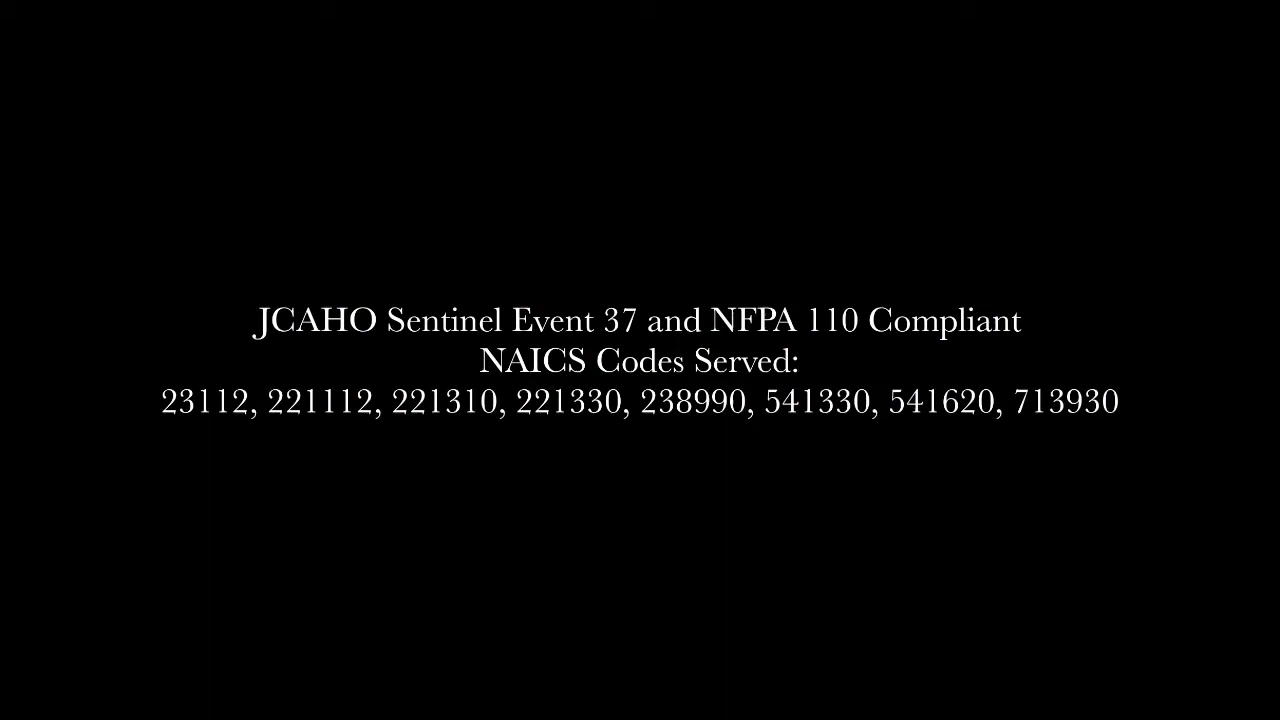 JCAHO Sentinel Event 37 and NFPA 110 Compliant
NAICS Codes Served:
23112, 221112, 221310, 221330, 238990, 541330, 541620, 713930